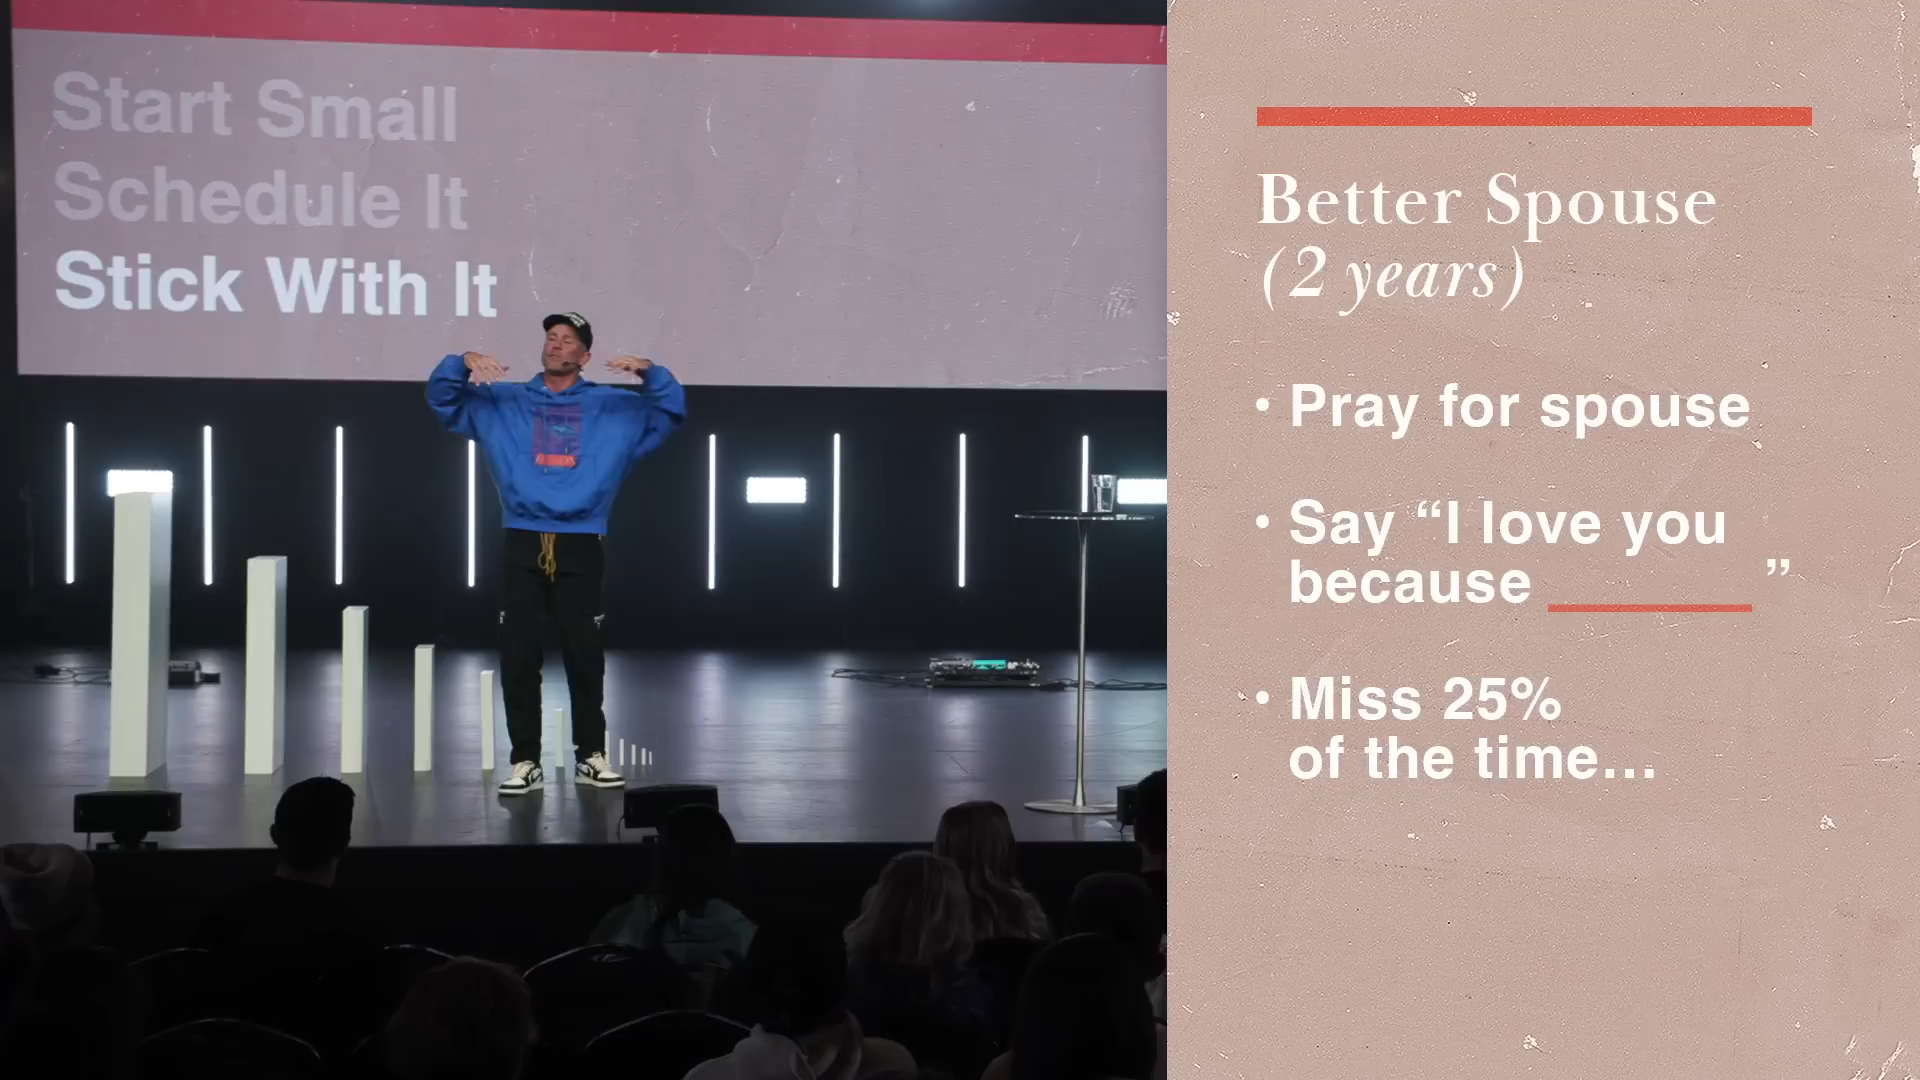 Start Small
Schedule It
Stick With It
Better Spouse
(2 years)
• Pray for spouse
• Say “I love you
because ______ ”
• Miss 25%
of the time...